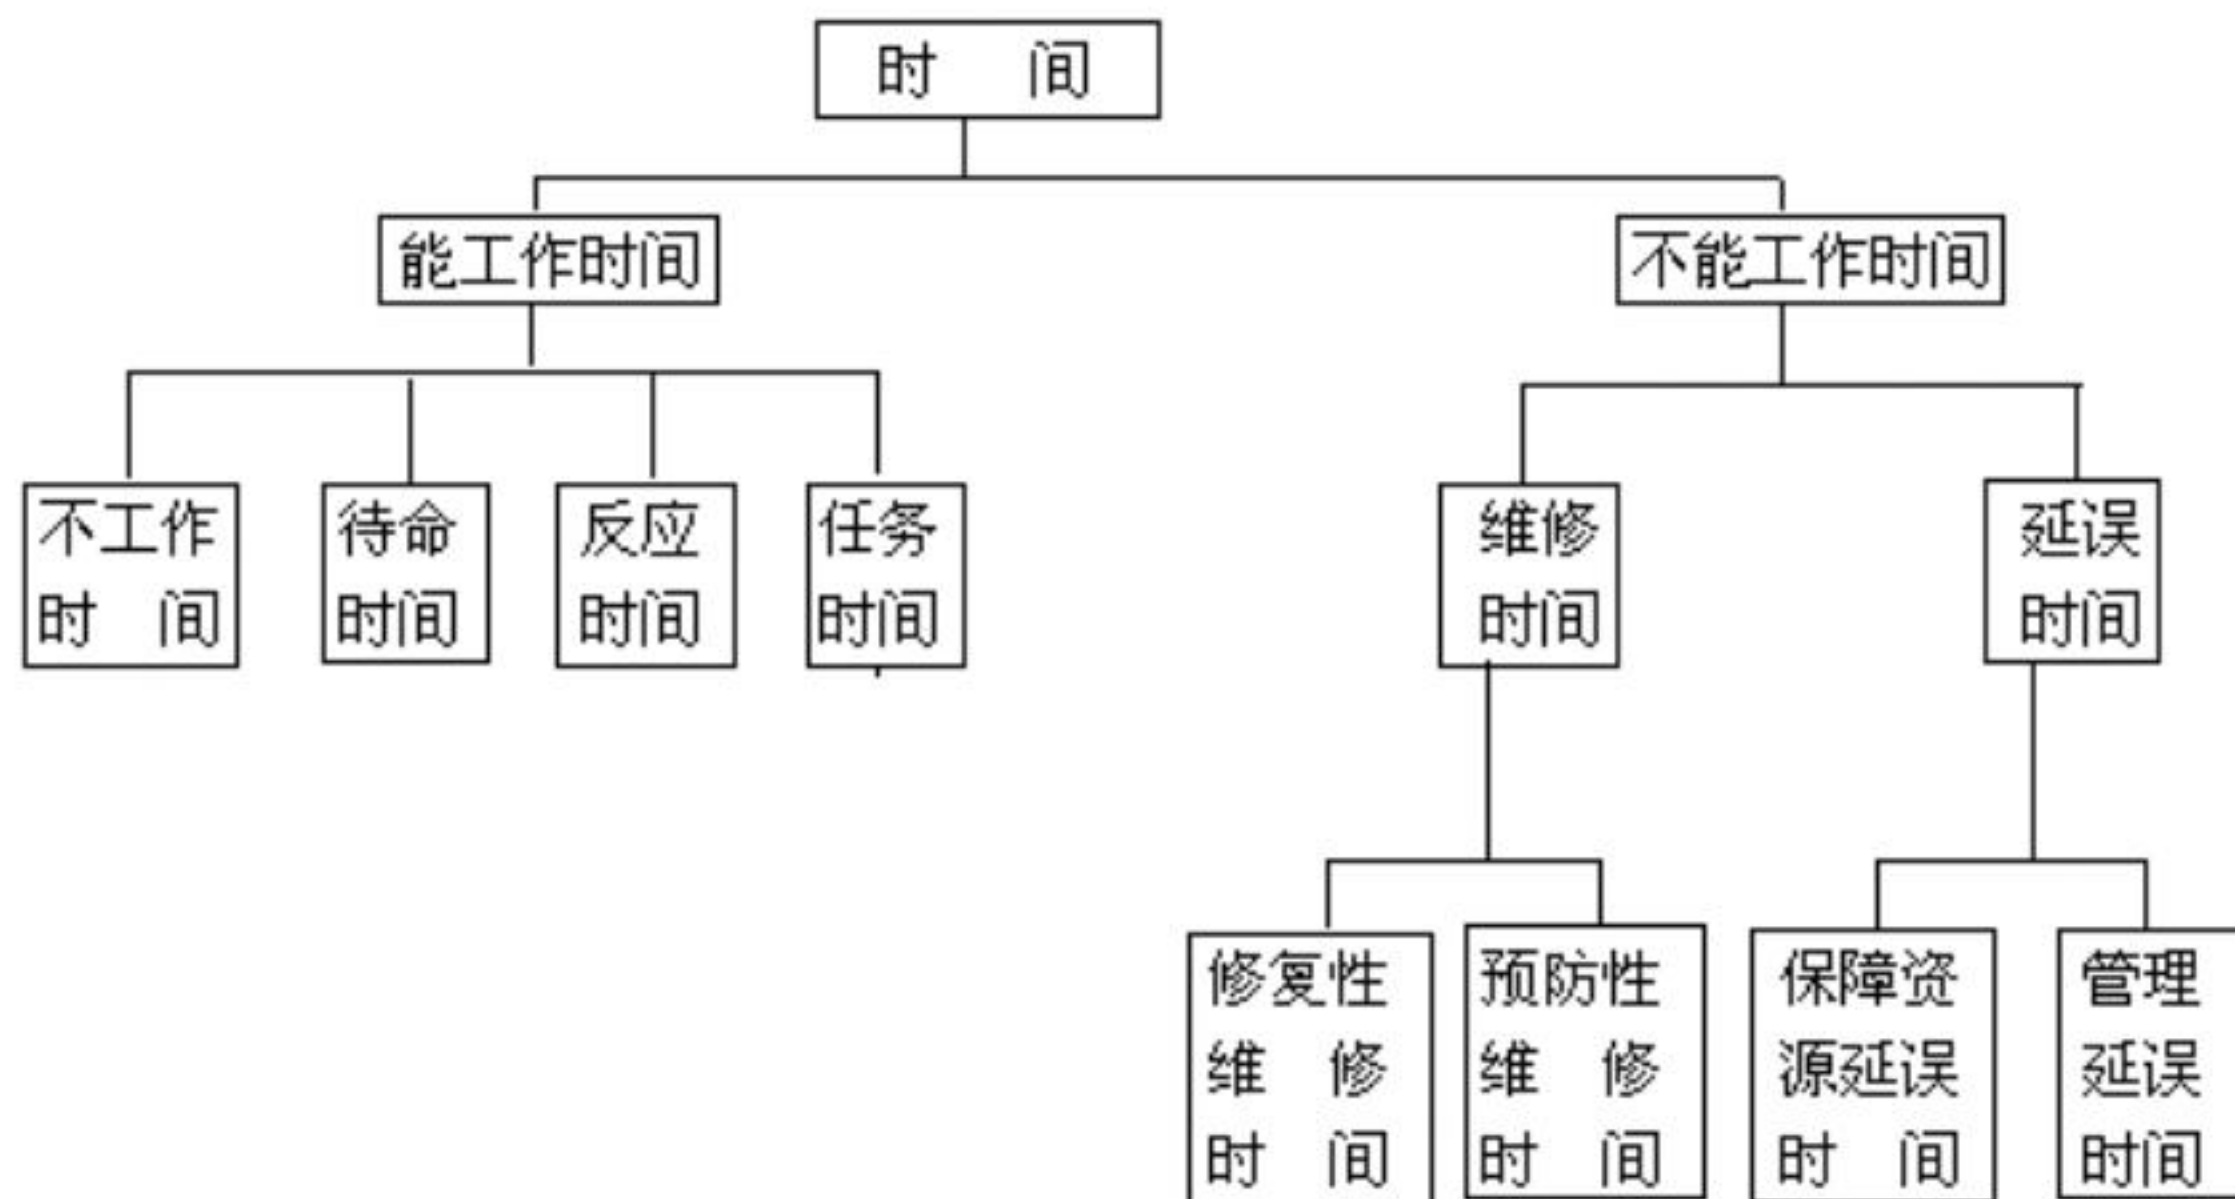 时 间
能工作时间
不能工作时间
不工作
时 间
待命
时间
反应
时间
任务
时间
维修
时间
延误
时间
修复性
维 修
时 间
预防性
维 修
时 间
保障资
源延误
时 间
管理
延误
时间